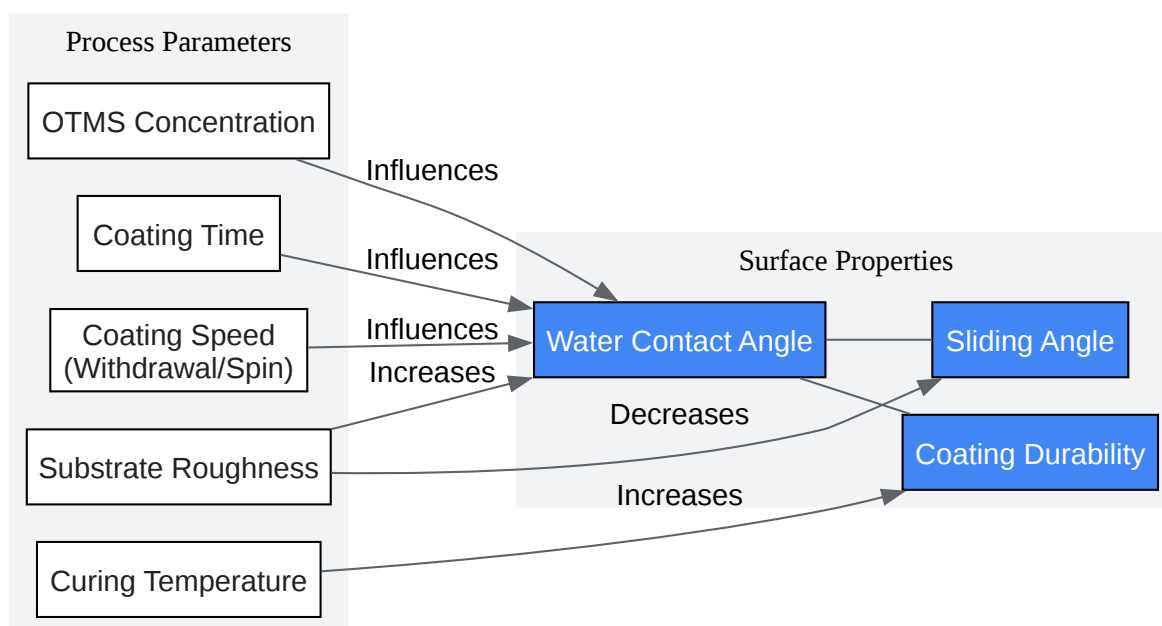 Process Parameters
OTMS Concentration
Influences
Coating Time
Influences
Surface Properties
Coating Speed
(Withdrawal/Spin)
Influences
Water Contact Angle
Sliding Angle
Increases
Decreases
Substrate Roughness
Coating Durability
Increases
Curing Temperature